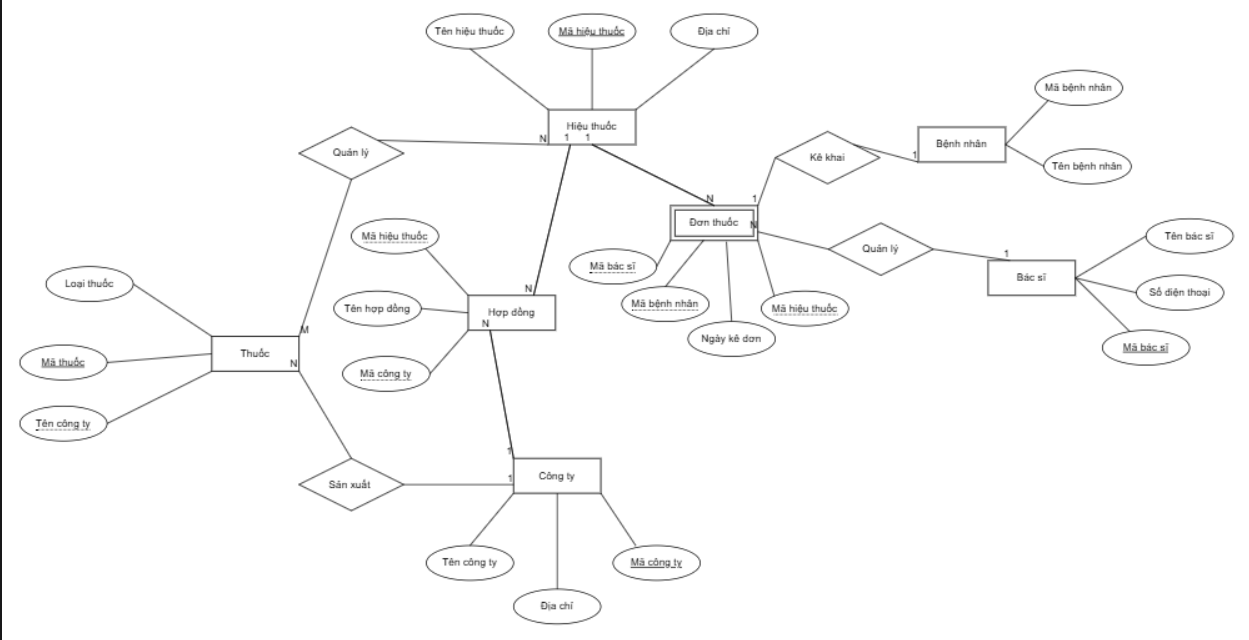 Tên hiệu thuốc
Mã hiệu thuốc
Địa chỉ
Hiệu thuốc
N
1
1
Quản lý
Kê khai
1
Bệnh nhân
Mã bệnh nhân
Tên bệnh nhân
N
1
Đơn thuốc
N
Quản lý
1
Bác sĩ
Tên bác sĩ
Số điện thoại
Mã bác sĩ
Mã bác sĩ
Mã bệnh nhân
Ngày kê đơn
Mã hiệu thuốc
Mã hiệu thuốc
Tên hợp đồng
Mã công ty
N
Hợp đồng
N
Loại thuốc
Mã thuốc
Tên công ty
M
Thuốc
N
Sản xuất
1
1
Công ty
Tên công ty
Địa chỉ
Mã công ty